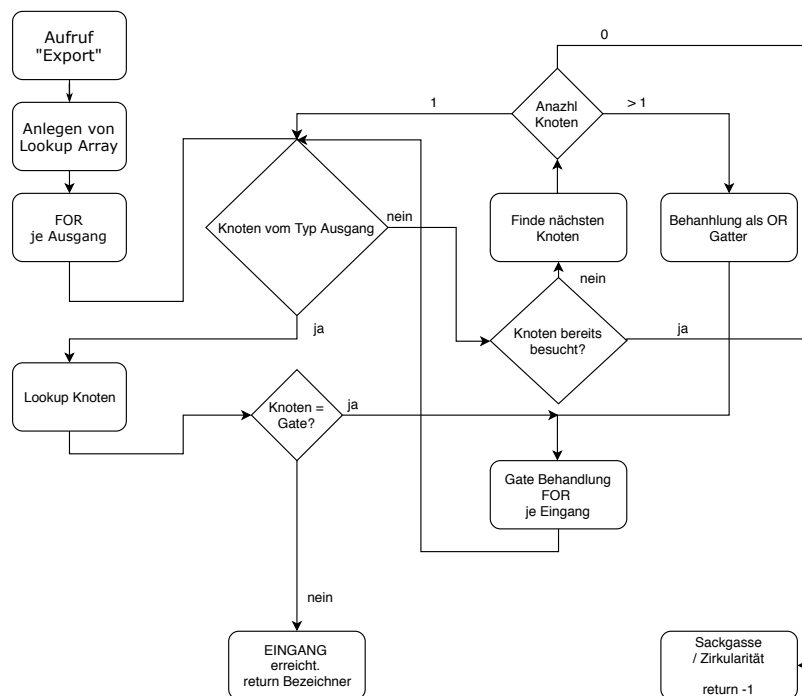 Aufruf
"Export"
Anlegen von
Lookup Array
FOR
je Ausgang
0
1
Anazhl
Knoten
> 1
Knoten vom Typ Ausgang
nein
Finde nächsten
Knoten
Behanhlung als OR
Gatter
nein
Knoten bereits
besucht?
ja
ja
Lookup Knoten
Knoten =
Gate?
ja
Gate Behandlung
FOR
je Eingang
nein
EINGANG
erreicht.
return Bezeichner
Sackgasse
/ Zirkularität
return -1